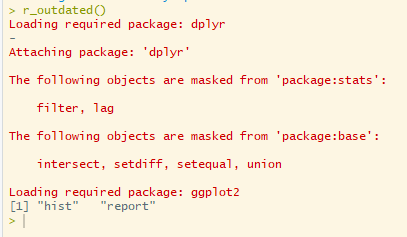 > r_outdated()
Loading required package: dplyr
-
Attaching package: 'dplyr'
The following objects are masked from 'package:stats':
    filter, lag
The following objects are masked from 'package:base':
    intersect, setdiff, setequal, union
Loading required package: ggplot2
[1] "hist"   "report"
>